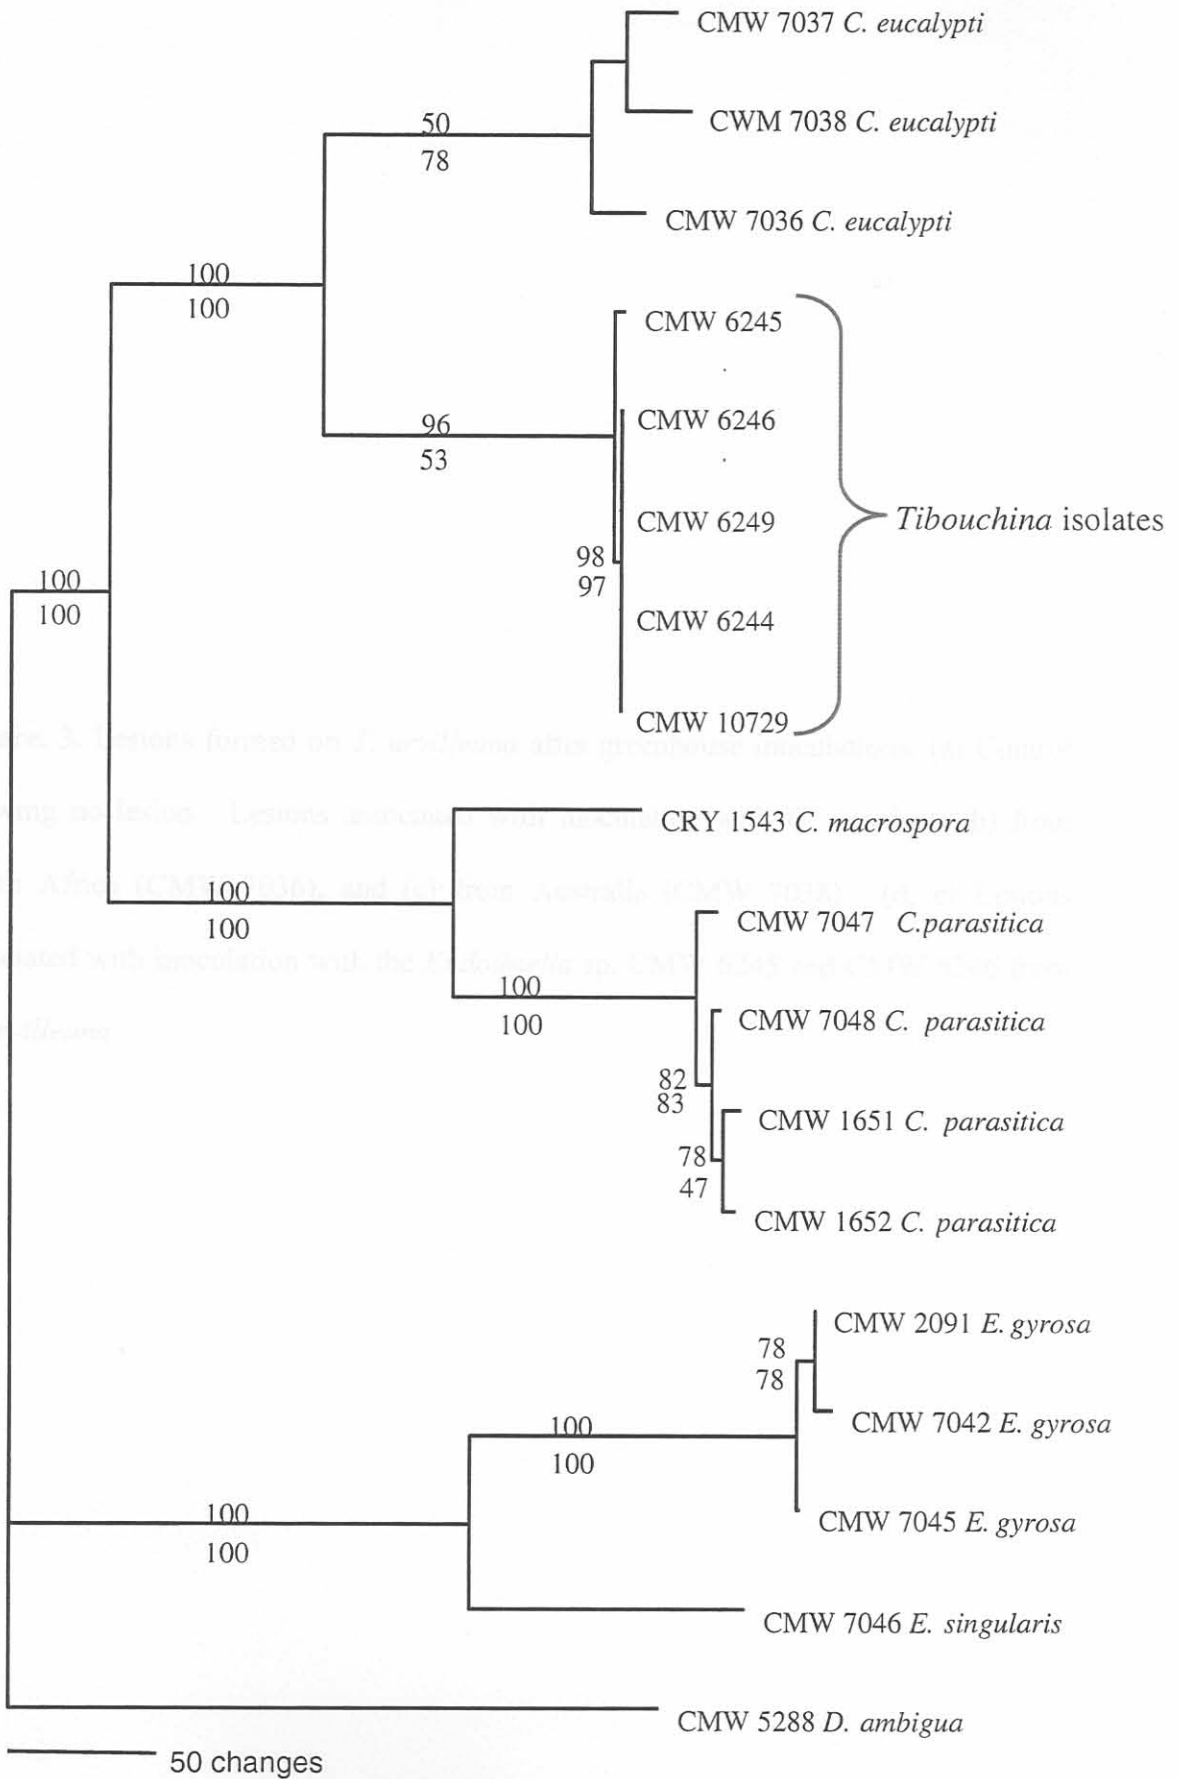 CMW 7037 C. eucalypti
50
CWM 7038 C. eucalypti
78
CMW 7036 C. eucalypti
100
100
CMW 6245
CMW 6246
96
53
CMW 6249
Tibouchina isolates
98
97
100
100
CMW 6244
CMW 10729
CRY 1543 C. macrospora
100
100
CMW 7047 C.parasitica
100
100
CMW 7048 C. parasitica
82
83
CMW 1651 C. parasitica
78
47
CMW 1652 C. parasitica
CMW 2091 E. gyrosa
78
78
CMW 7042 E. gyrosa
100
100
CMW 7045 E. gyrosa
100
100
CMW 7046 E. singularis
CMW 5288 D. ambigua
50 changes